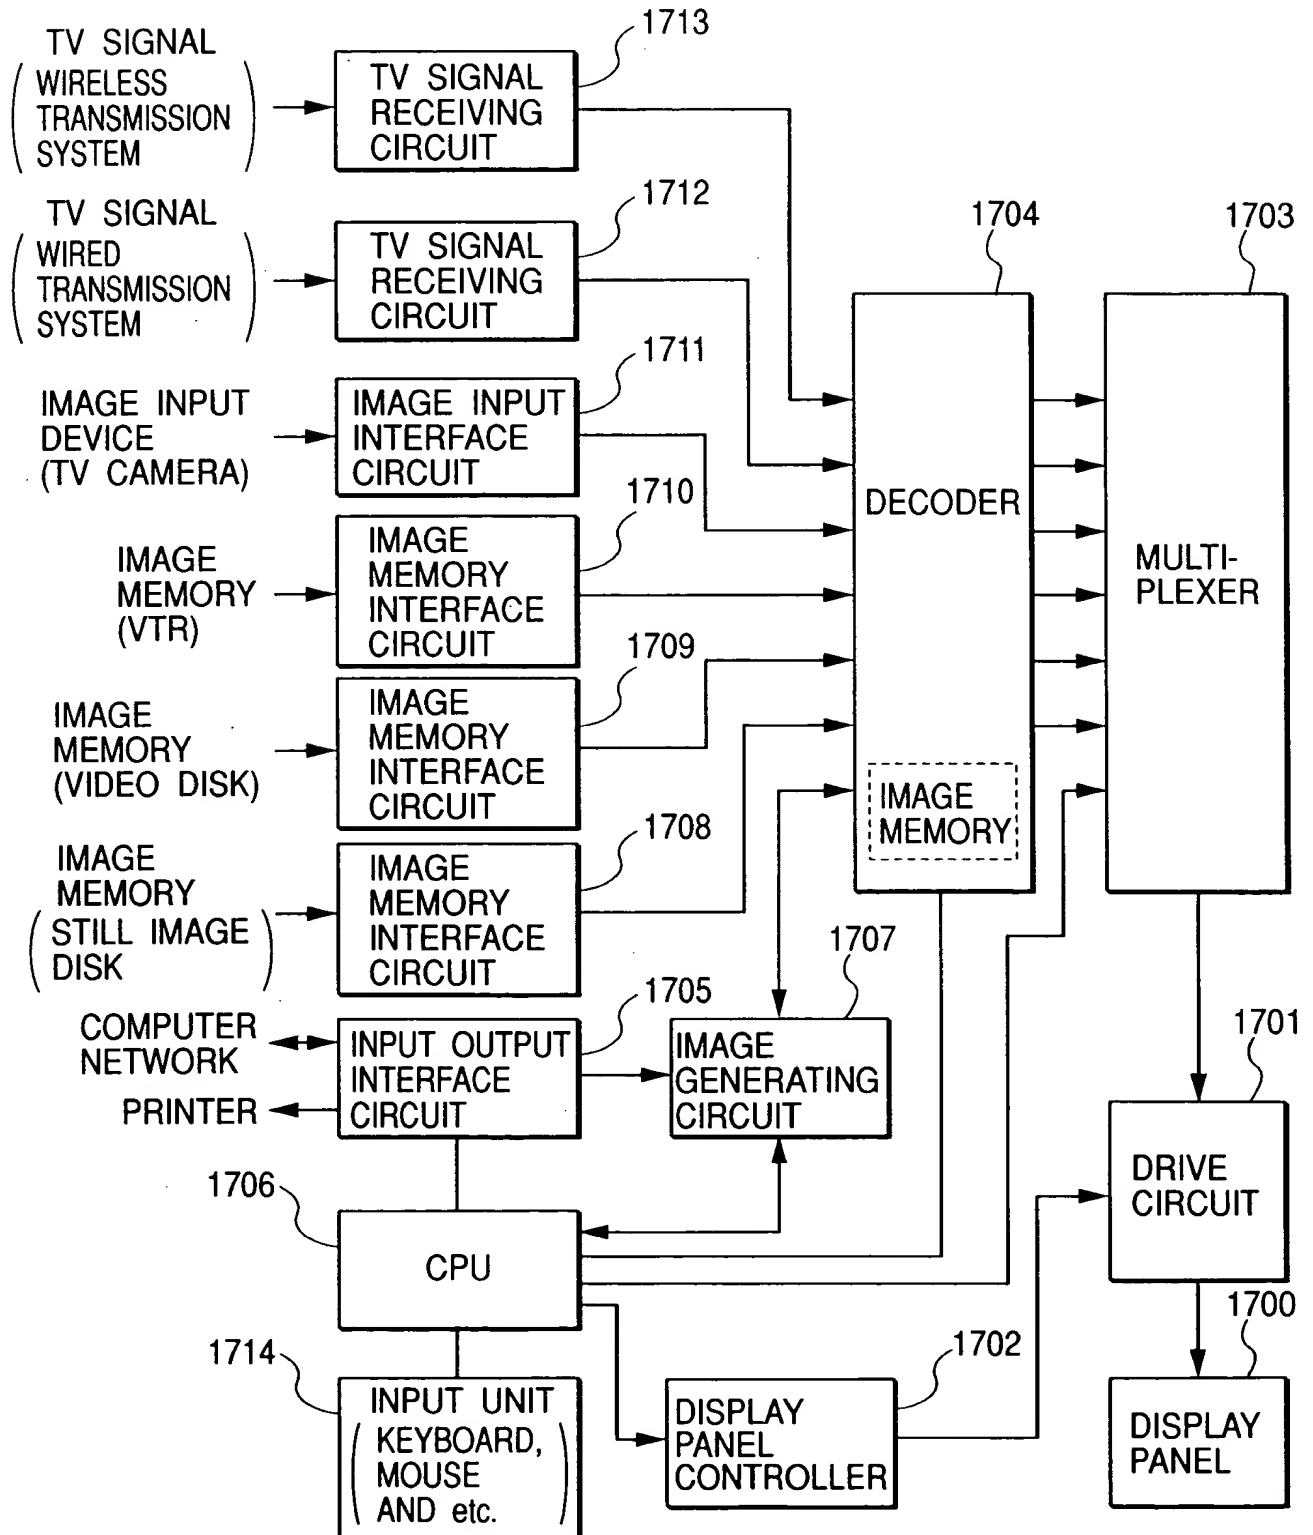 1713
TV SIGNAL
WIRELESS
TRANSMISSION
SYSTEM
TV SIGNAL
RECEIVING
CIRCUIT
1712
TV SIGNAL
WIRED
TRANSMISSION
SYSTEM
TV SIGNAL
RECEIVING
CIRCUIT
1704
1703
1711
IMAGE INPUT
DEVICE
(TV CAMERA)
IMAGE INPUT
INTERFACE
CIRCUIT
1710
IMAGE
MEMORY
(VTR)
IMAGE
MEMORY
INTERFACE
CIRCUIT
DECODER
MULTI-
PLEXER
1709
IMAGE
MEMORY
(VIDEO DISK)
IMAGE
MEMORY
INTERFACE
CIRCUIT
IMAGE
MEMORY
1708
IMAGE
MEMORY
STILL IMAGE
DISK
IMAGE
MEMORY
INTERFACE
CIRCUIT
1707
1705
COMPUTER
NETWORK
PRINTER
INPUT OUTPUT
INTERFACE
CIRCUIT
IMAGE
GENERATING
CIRCUIT
1701
DRIVE
CIRCUIT
1706
CPU
1700
1714
INPUT UNIT
KEYBOARD,
MOUSE
AND etc.
1702
DISPLAY
PANEL
CONTROLLER
DISPLAY
PANEL